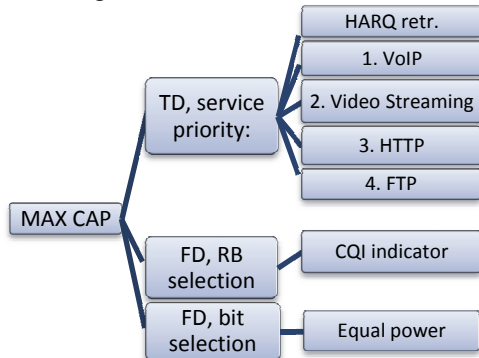 HARQ retr.
1. VoIP
TD, service
priority:
2. Video Streaming
3. HTTP
4. FTP
MAX CAP
FD, RB
selection
CQI indicator
FD, bit
selection
Equal power